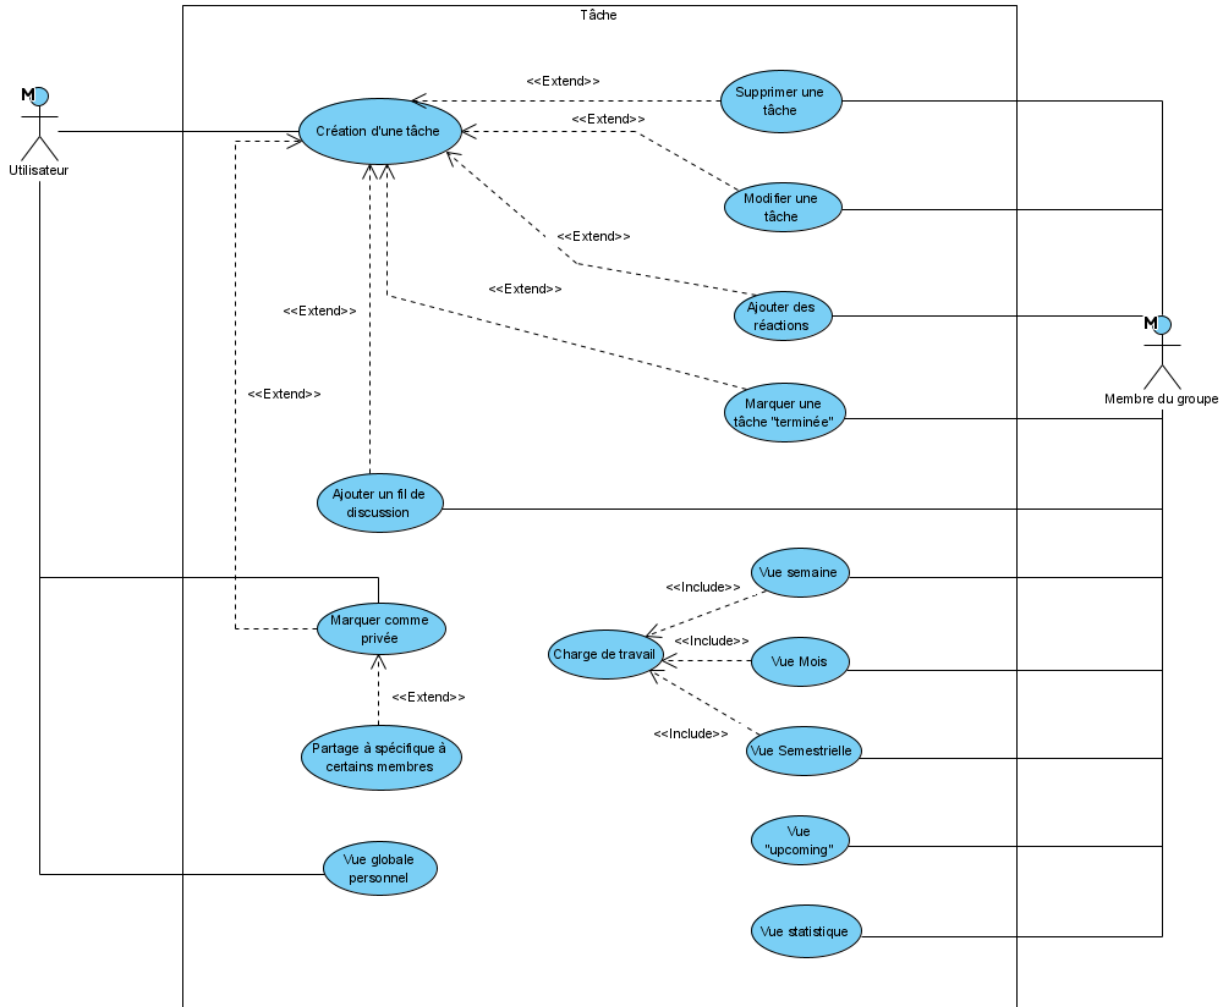 Tâche
<<Extend>>
Supprimer une
tâche
M
Utilisateur
Création d'une tâche
<<Extend>>
Modifier une
tâche
<<Extend>>
<<Extend>>
<<Extend>>
Ajouter des
réactions
M
Membre du groupe
<<Extend>>
Marquer une
tâche "terminée"
Ajouter un fil de
discussion
Vue semaine
<<Include>>
Marquer comme
privée
<<Include>>
Charge de travail
Vue Mois
<<Extend>>
<<Include>>
Partage à spécifique à
certains membres
Vue Semestrielle
Vue
"upcoming"
Vue globale
personnel
Vue statistique